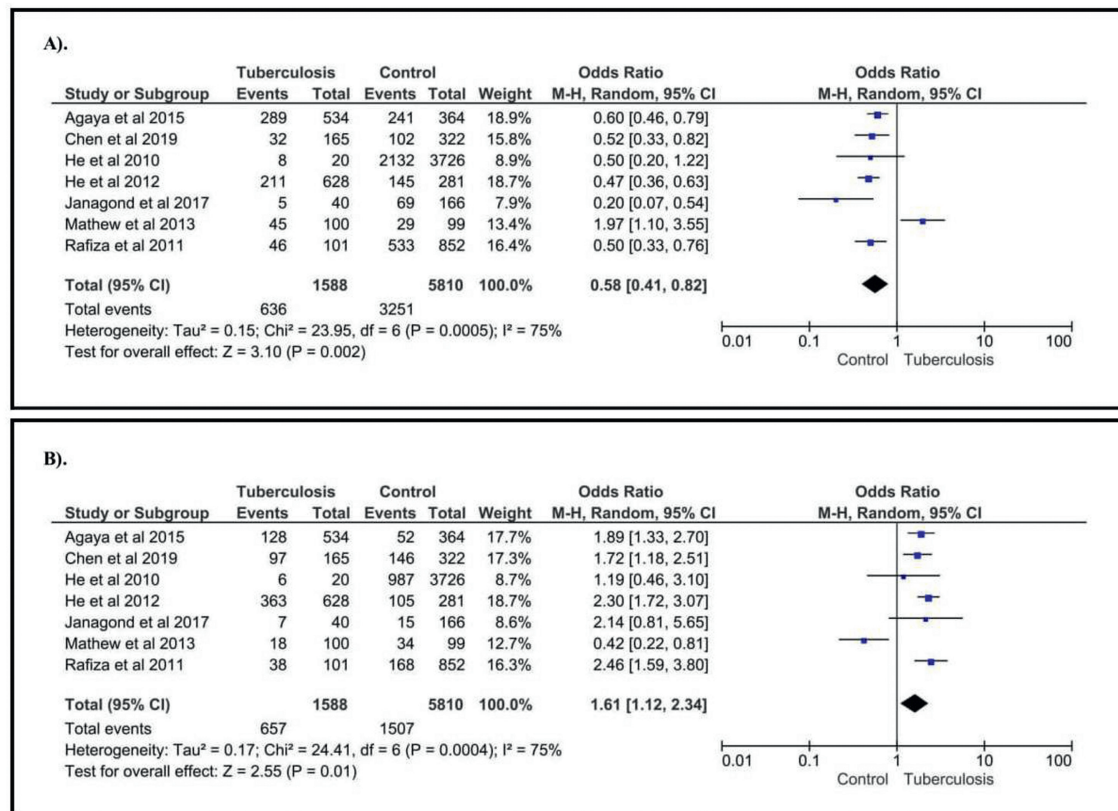 A).
Tuberculosis Control Odds Ratio Odds Ratio
Study or Subgroup Events Total Events Total Weight M-H, Random, 95% CI M-H, Random, 95% CI
Agaya et al 2015 289 534 241 364 18.9% 0.60 [0.46, 0.79]
Chen et al 2019 32 165 102 322 15.8% 0.52 [0.33, 0.82]
He et al 2010 8 20 2132 3726 8.9% 0.50 [0.20, 1.22]
He et al 2012 211 628 145 281 18.7% 0.47 [0.36, 0.63]
Janagond et al 2017 5 40 69 166 7.9% 0.20 [0.07, 0.54]
Mathew et al 2013 45 100 29 99 13.4% 1.97 [1.10, 3.55]
Rafiza et al 2011 46 101 533 852 16.4% 0.50 [0.33, 0.76]
Total (95% CI) 1588 5810 100.0% 0.58 [0.41, 0.82]
Total events 636 3251
Heterogeneity: Tau² = 0.15; Chi² = 23.95, df = 6 (P = 0.0005); I² = 75%
Test for overall effect: Z = 3.10 (P = 0.002)
0.01 0.1 1 10 100
Control Tuberculosis
B).
Tuberculosis Control Odds Ratio Odds Ratio
Study or Subgroup Events Total Events Total Weight M-H, Random, 95% CI M-H, Random, 95% CI
Agaya et al 2015 128 534 52 364 17.7% 1.89 [1.33, 2.70]
Chen et al 2019 97 165 146 322 17.3% 1.72 [1.18, 2.51]
He et al 2010 6 20 987 3726 8.7% 1.19 [0.46, 3.10]
He et al 2012 363 628 105 281 18.7% 2.30 [1.72, 3.07]
Janagond et al 2017 7 40 15 166 8.6% 2.14 [0.81, 5.65]
Mathew et al 2013 18 100 34 99 12.7% 0.42 [0.22, 0.81]
Rafiza et al 2011 38 101 168 852 16.3% 2.46 [1.59, 3.80]
Total (95% CI) 1588 5810 100.0% 1.61 [1.12, 2.34]
Total events 657 1507
Heterogeneity: Tau² = 0.17; Chi² = 24.41, df = 6 (P = 0.0004); I² = 75%
Test for overall effect: Z = 2.55 (P = 0.01)
0.01 0.1 1 10 100
Control Tuberculosis